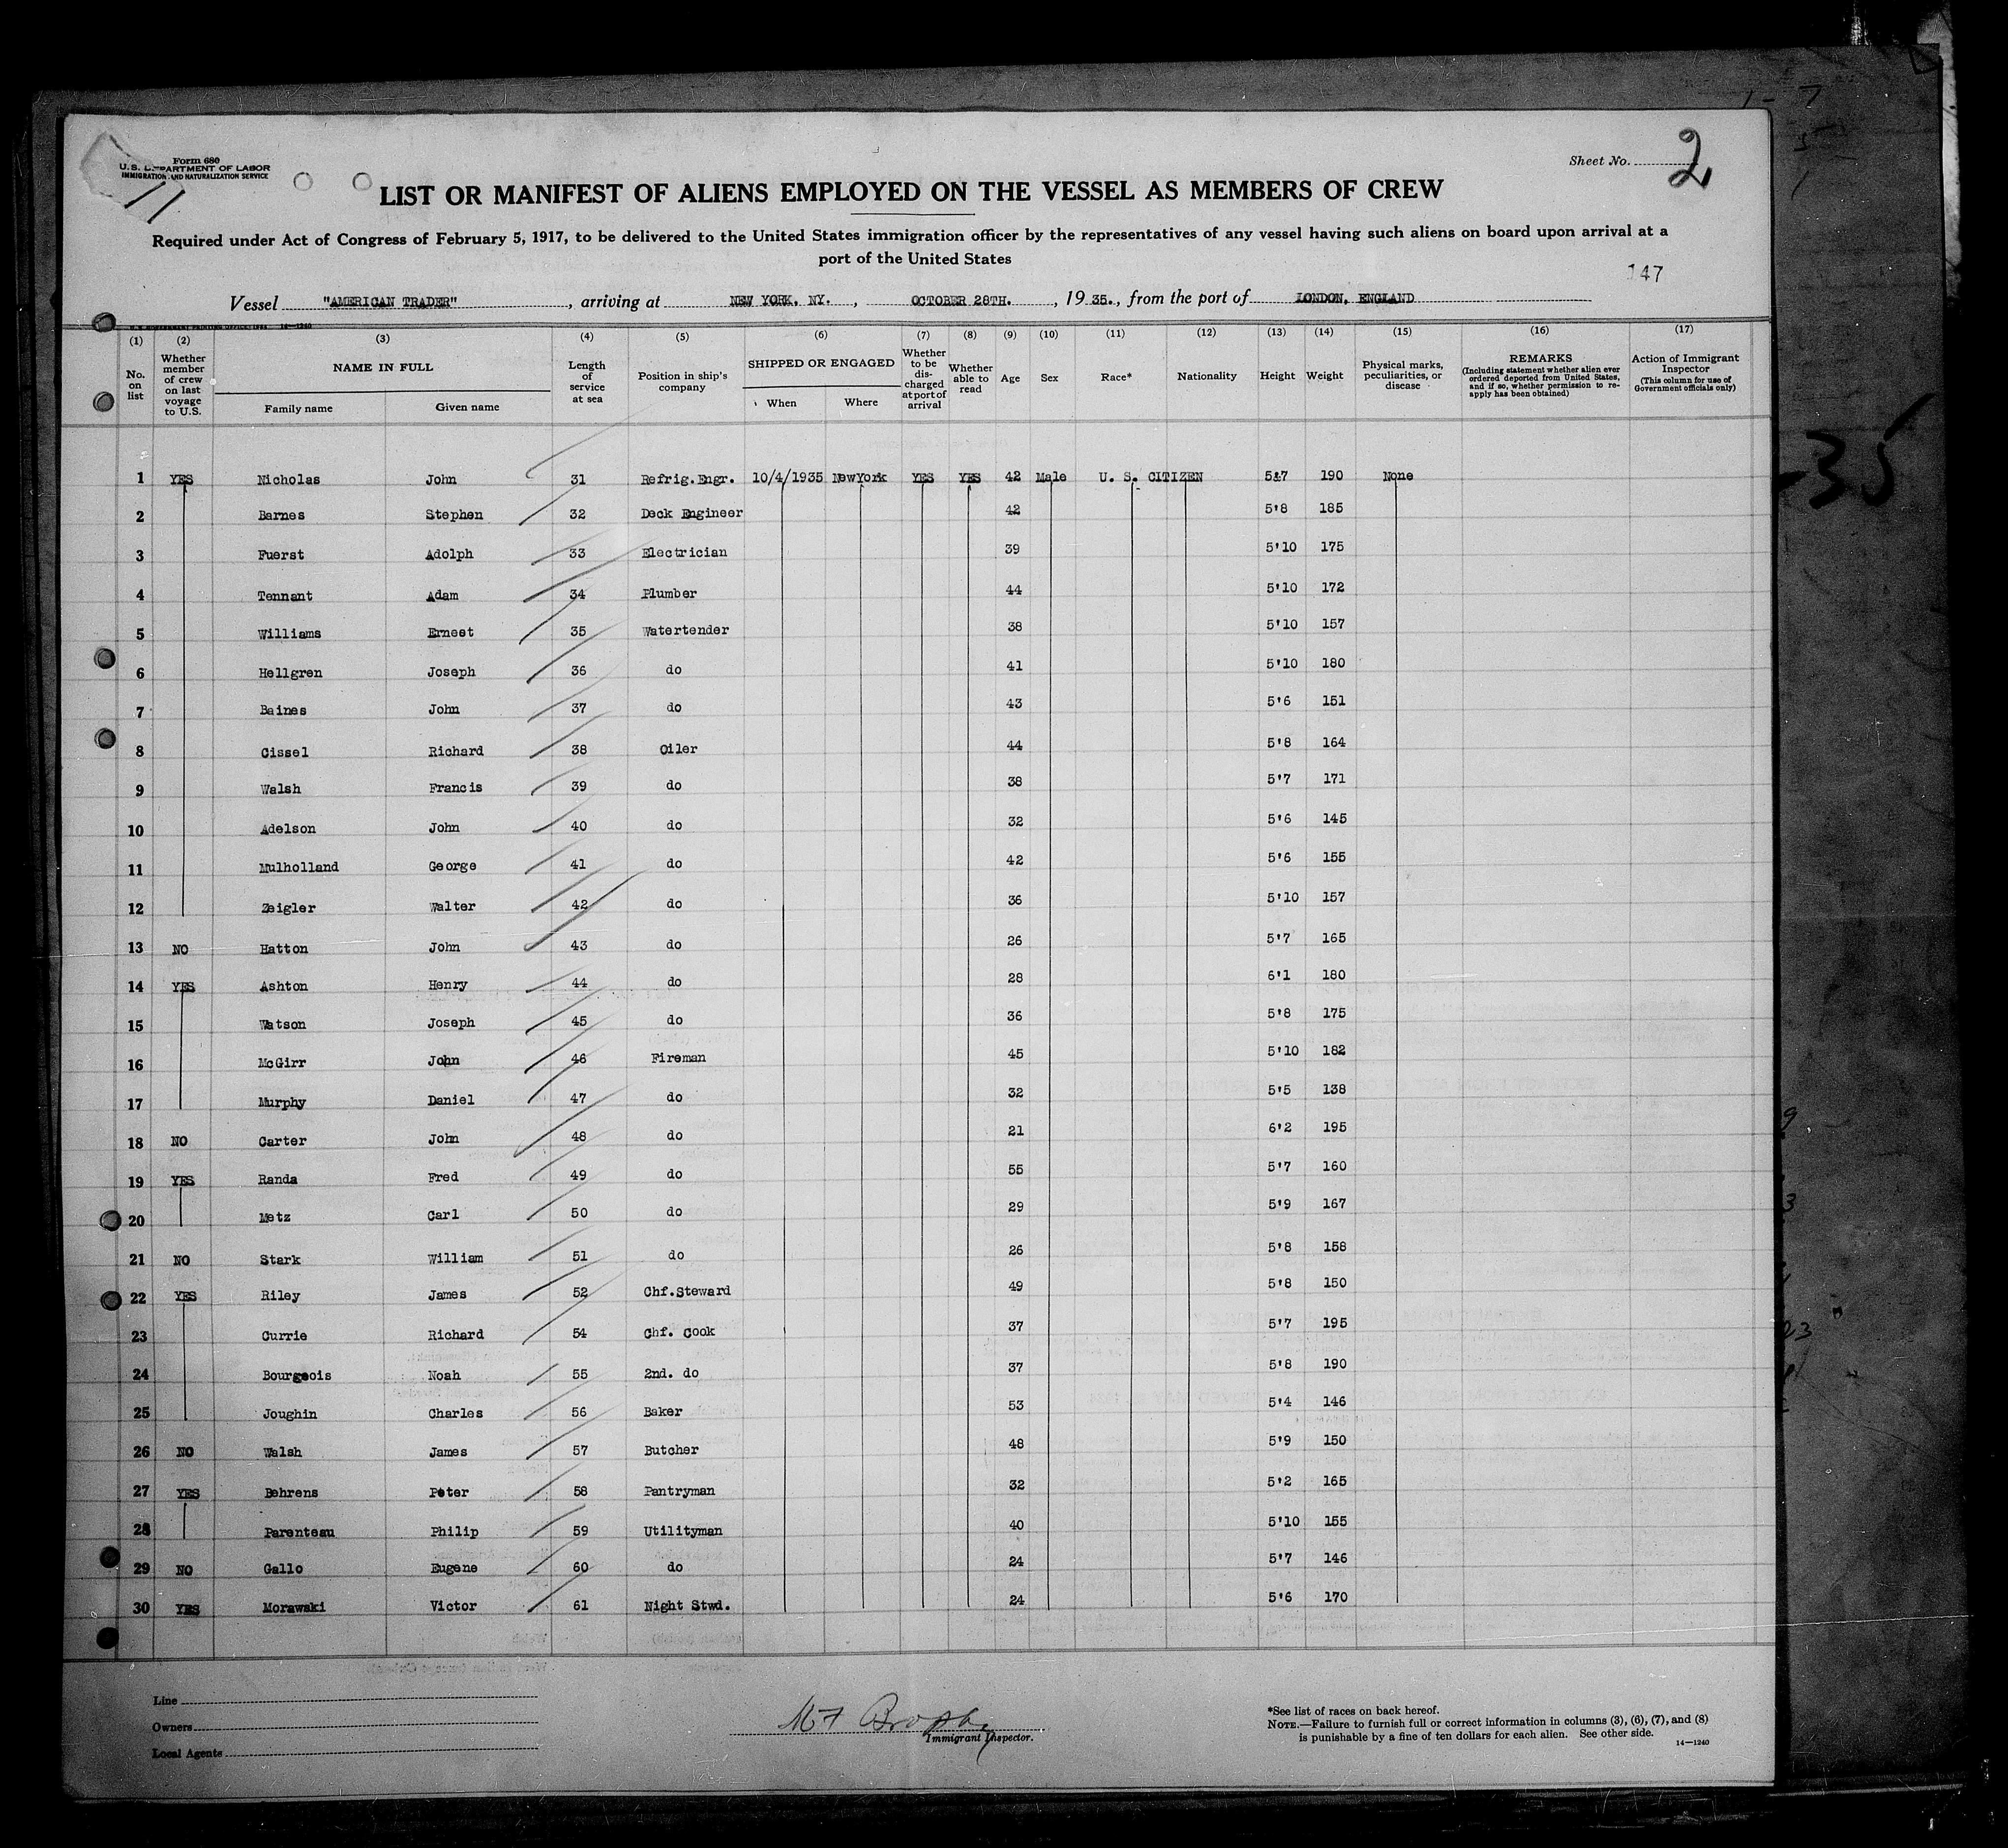 Form 680
U. S. DEPARTMENT OF LABOR
IMMIGRATION AND NATURALIZATION SERVICE
11
Sheet No. 2
LIST OR MANIFEST OF ALIENS EMPLOYED ON THE VESSEL AS MEMBERS OF CREW
Required under Act of Congress of February 5, 1917, to be delivered to the United States immigration officer by the representatives of any vessel having such aliens on board upon arrival at a
port of the United States
147
Vessel "AMERICAN TRADER", arriving at NEW YORK, NY., OCTOBER 28TH., 1935., from the port of LONDON, ENGLAND
(1) (2) (3) (4) (5) (6) (7) (8) (9) (10) (11) (12) (13) (14) (15) (16) (17)
No. on list
Whether member of crew on last voyage to U.S.
NAME IN FULL
Family name
Given name
Length of service at sea
Position in ship's company
SHIPPED OR ENGAGED
When
Where
Whether to be discharged at port of arrival
Whether able to read
Age
Sex
Race*
Nationality
Height
Weight
Physical marks, peculiarities, or disease
REMARKS
(Including statement whether alien ever ordered deported from United States, and if so, whether permission to reapply has been obtained)
Action of Immigrant Inspector
(This column for use of Government officials only)
1 YES Nicholas John 31 Refrig.Engr. 10/4/1935 NewYork YES YES 42 Male U. S. CITIZEN 5'7 190 None
2 Barnes Stephen 32 Deck Engineer 42 5'8 185
3 Fuerst Adolph 33 Electrician 39 5'10 175
4 Tennant Adam 34 Plumber 44 5'10 172
5 Williams Ernest 35 Watertender 38 5'10 157
6 Hellgren Joseph 36 do 41 5'10 180
7 Baines John 37 do 43 5'6 151
8 Cissel Richard 38 Oiler 44 5'8 164
9 Walsh Francis 39 do 38 5'7 171
10 Adelson John 40 do 32 5'6 145
11 Mulholland George 41 do 42 5'6 155
12 Zeigler Walter 42 do 36 5'10 157
13 NO Hatton John 43 do 26 5'7 165
14 YES Ashton Henry 44 do 28 6'1 180
15 Watson Joseph 45 do 36 5'8 175
16 McGirr John 46 Fireman 45 5'10 182
17 Murphy Daniel 47 do 32 5'5 138
18 NO Carter John 48 do 21 6'2 195
19 YES Randa Fred 49 do 55 5'7 160
20 Metz Carl 50 do 29 5'9 167
21 NO Stark William 51 do 26 5'8 158
22 YES Riley James 52 Chf.Steward 49 5'8 150
23 Currie Richard 54 Chf. Cook 37 5'7 195
24 Bourgeois Noah 55 2nd. do 37 5'8 190
25 Joughin Charles 56 Baker 53 5'4 146
26 NO Walsh James 57 Butcher 48 5'9 150
27 YES Behrens Peter 58 Pantryman 32 5'2 165
28 Parenteau Philip 59 Utilityman 40 5'10 155
29 NO Gallo Eugene 60 do 24 5'7 146
30 YES Morawski Victor 61 Night Stwd. 24 5'6 170
Line
Owners
Local Agents
Immigrant Inspector.
*See list of races on back hereof.
NOTE.—Failure to furnish full or correct information in columns (3), (6), (7), and (8)
is punishable by a fine of ten dollars for each alien. See other side.
14—1240
35